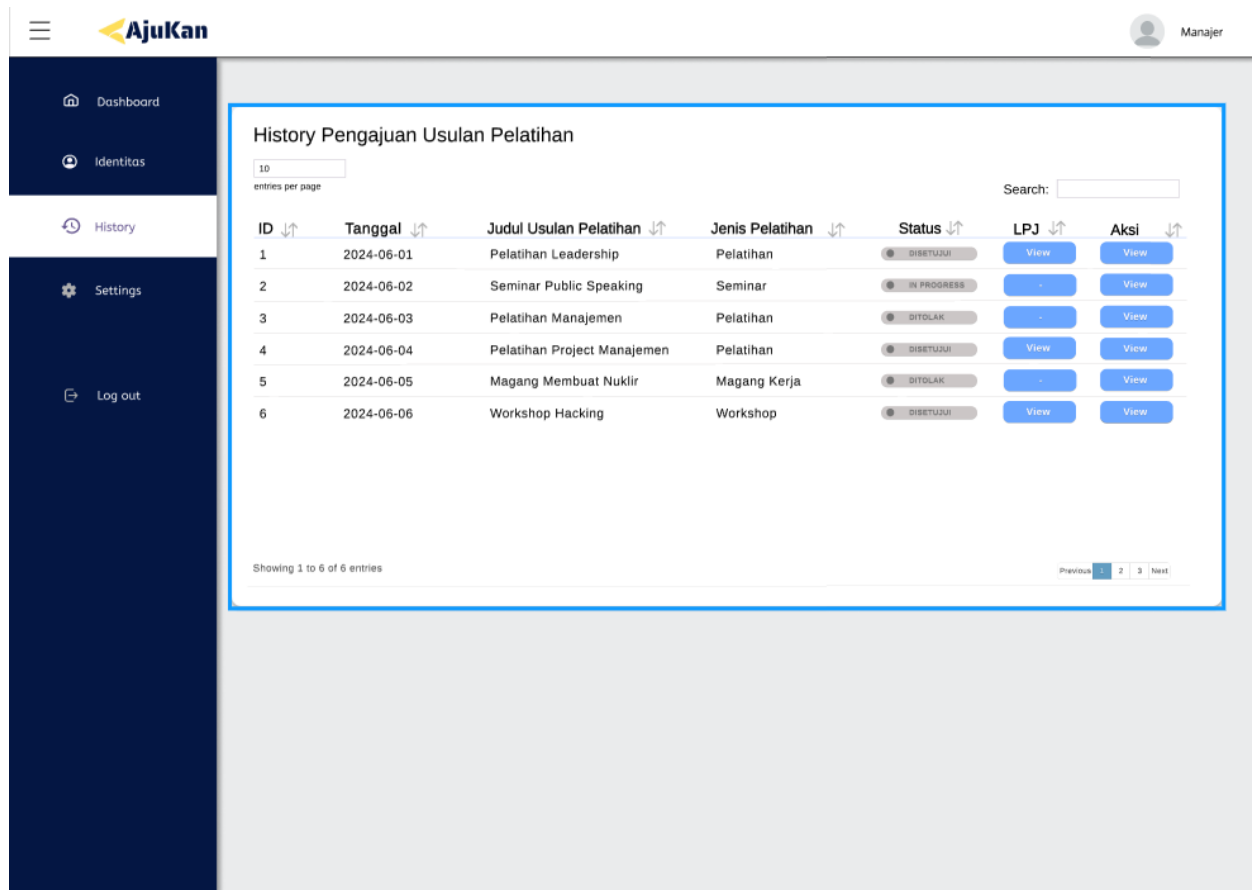 AjuKan
Manajer
Dashboard
Identitas
History
Settings
Log out
History Pengajuan Usulan Pelatihan
10
entries per page
Search:
ID Tanggal Judul Usulan Pelatihan Jenis Pelatihan Status LPJ Aksi
1 2024-06-01 Pelatihan Leadership Pelatihan DISETUJUI View View
2 2024-06-02 Seminar Public Speaking Seminar IN PROGRESS - View
3 2024-06-03 Pelatihan Manajemen Pelatihan DITOLAK - View
4 2024-06-04 Pelatihan Project Manajemen Pelatihan DISETUJUI View View
5 2024-06-05 Magang Membuat Nuklir Magang Kerja DITOLAK - View
6 2024-06-06 Workshop Hacking Workshop DISETUJUI View View
Showing 1 to 6 of 6 entries
Previous 1 2 3 Next